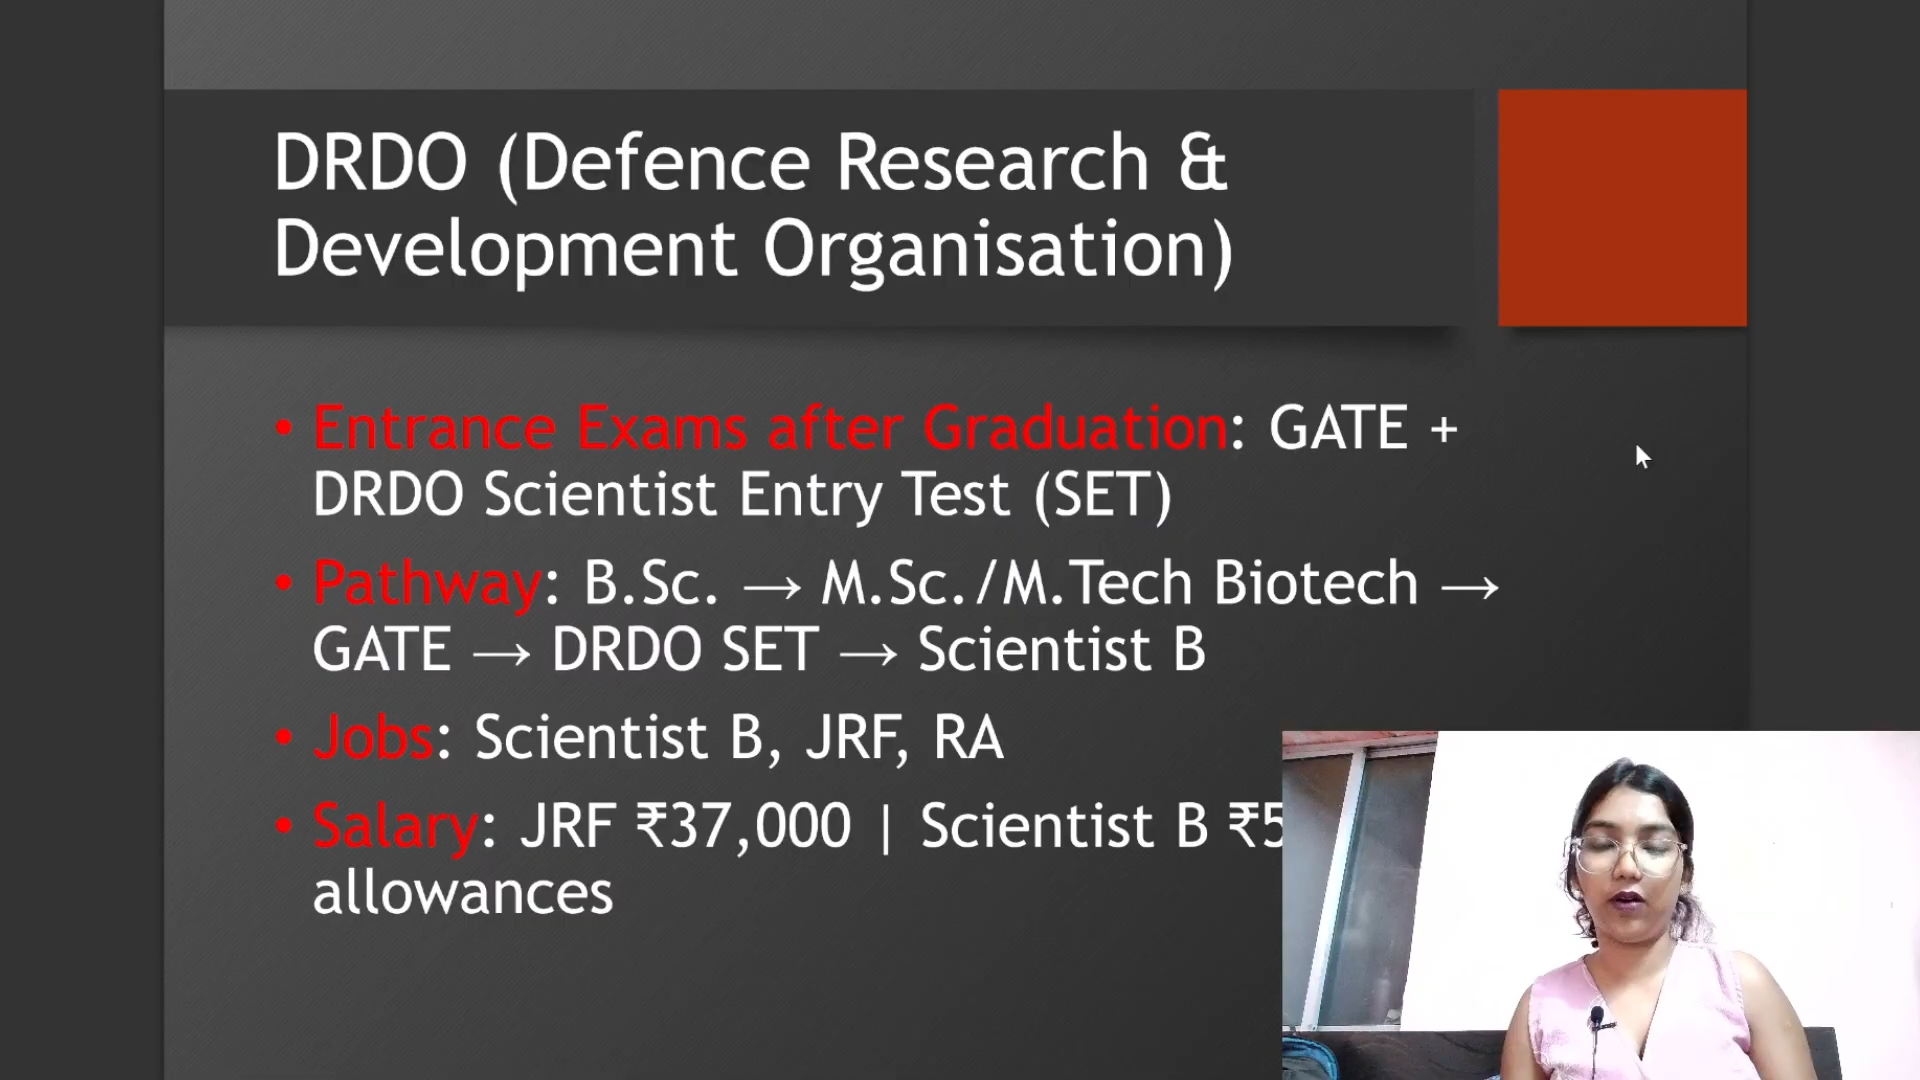 DRDO (Defence Research &
Development Organisation)
• Entrance Exams after Graduation: GATE +
DRDO Scientist Entry Test (SET)
• Pathway: B.Sc. → M.Sc./M.Tech Biotech →
GATE → DRDO SET → Scientist B
• Jobs: Scientist B, JRF, RA
• Salary: JRF ₹37,000 | Scientist B ₹5
allowances